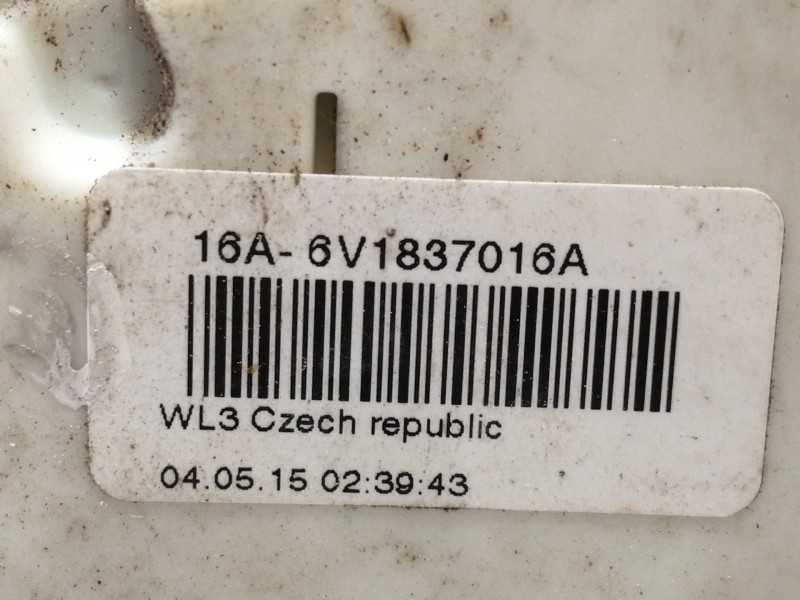 16A- 6V1837016A
WL3 Czech republic
04.05.15 02:39:43